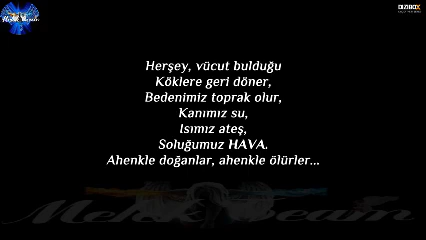 DIZIBOX
Herşey, vücut bulduğu
Köklere geri döner,
Bedenimiz toprak olur,
Kanımız su,
Isımız ateş,
Soluğumuz HAVA.
Ahenkle doğanlar, ahenkle ölürler...